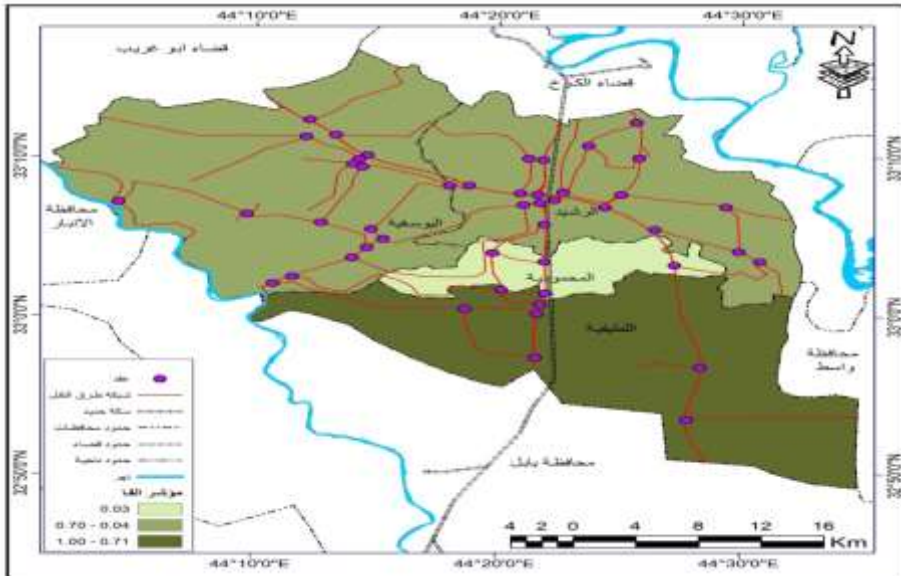 44°10'0"E 44°20'0"E 44°30'0"E
قضاء ابو غريب
N
قضاء الكرخ
33°10'0"N 33°10'0"N
محافظة
الأنبار
الرشيد
اليوسفية
المحمودية
33°0'0"N 33°0'0"N
اللطيفية
محافظة
واسط
عقد
شبكة طرق النقل
سكة حديد
حدود محافظات
حدود قضاء
حدود ناحية
نهر
مؤشر الفا
0.03
0.70 - 0.04
1.00 - 0.71
محافظة بابل
32°50'0"N 32°50'0"N
4 2 0 4 8 12 16
Km
44°10'0"E 44°20'0"E 44°30'0"E